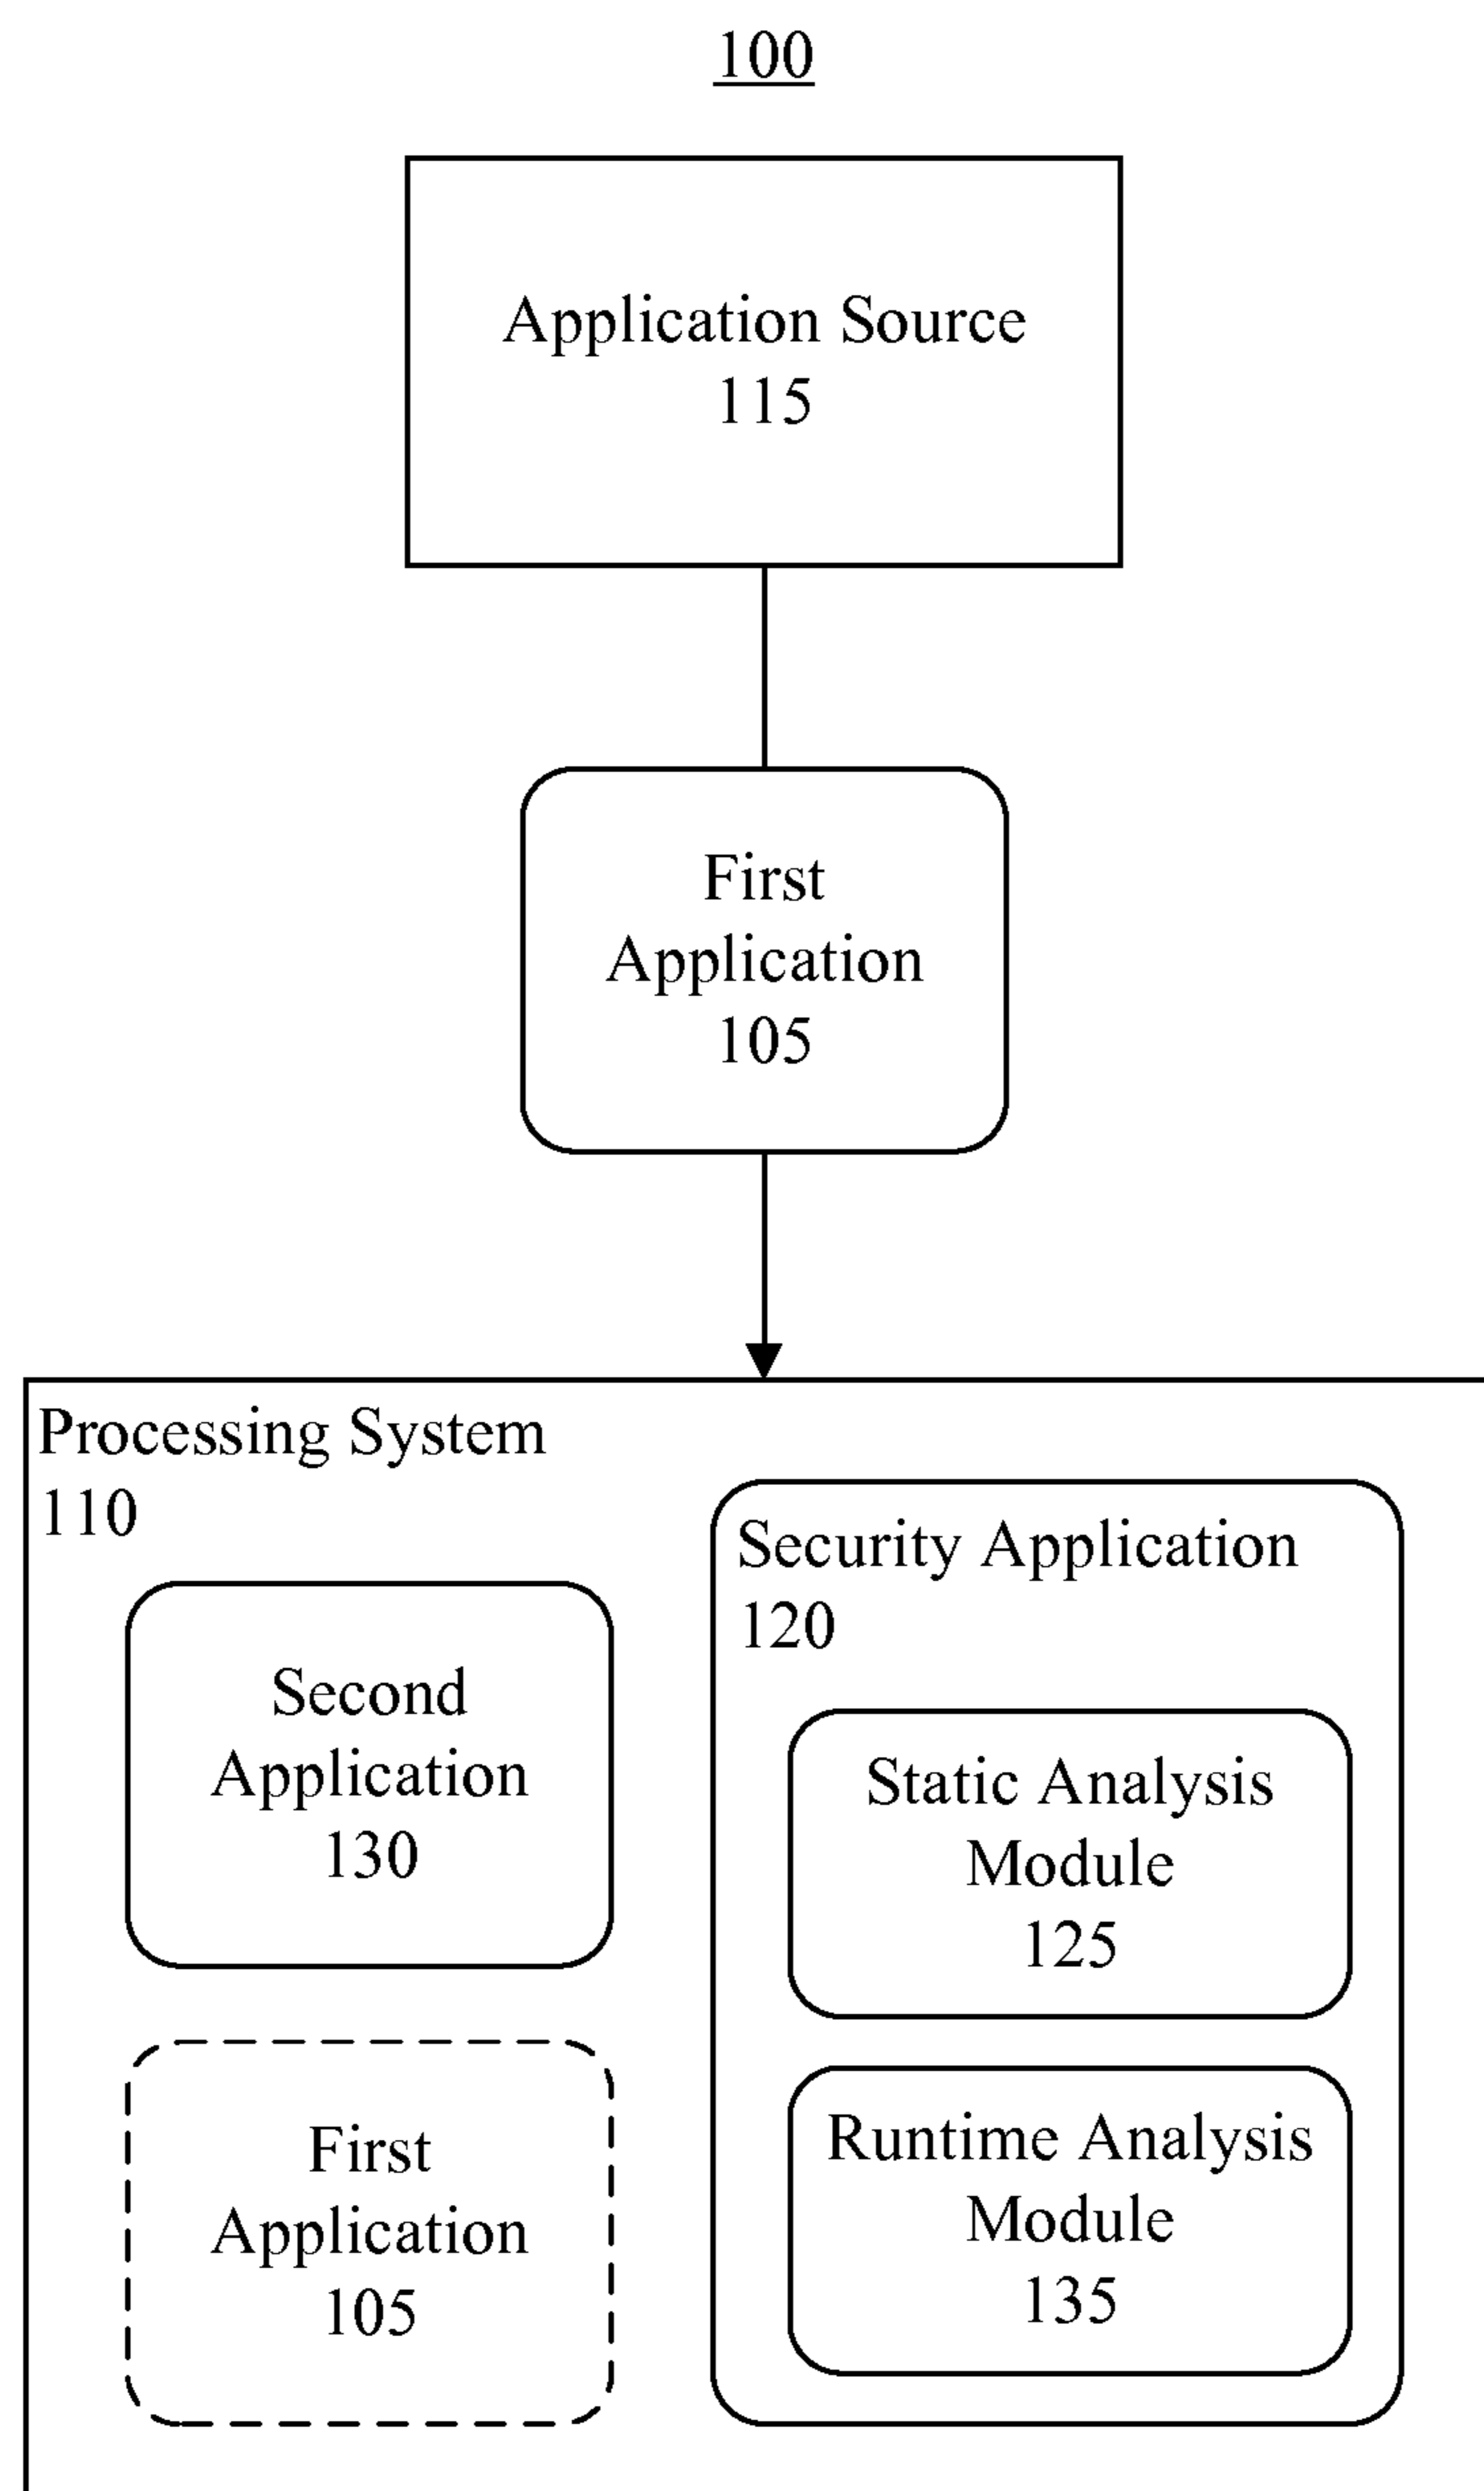 100
Application Source
115
First
Application
105
Processing System
110
Second
Application
130
First
Application
105
Security Application
120
Static Analysis
Module
125
Runtime Analysis
Module
135